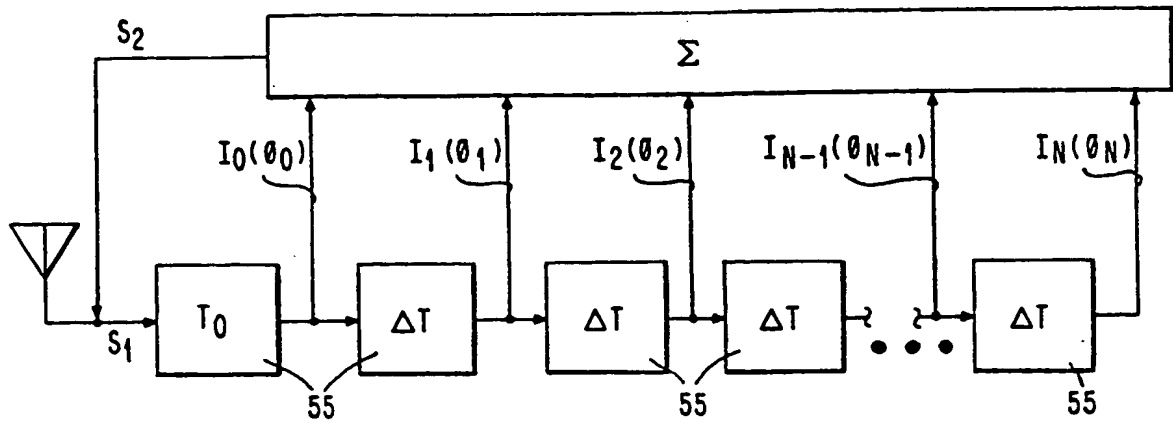 S2
Σ
I0(Ø0) I1(Ø1) I2(Ø2) IN-1(ØN-1) IN(ØN)
S1
T0 ΔT ΔT ΔT ΔT
55 55 55